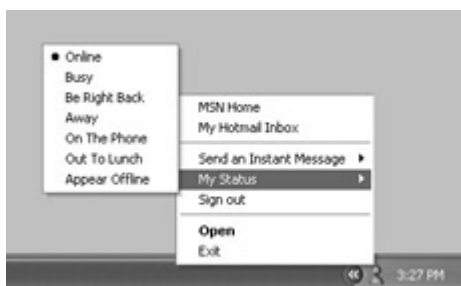 Online
Busy
Be Right Back
Away
On The Phone
Out To Lunch
Appear Offline
MSN Home
My Hotmail Inbox
Send an Instant Message
My Status
Sign out
Open
Exit
3:27 PM